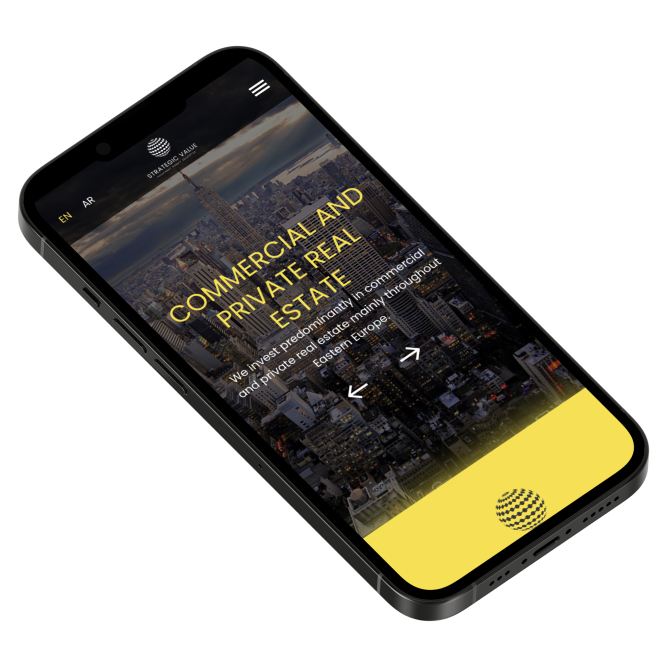 STRATEGIC VALUE
EN AR
COMMERCIAL AND
PRIVATE REAL
ESTATE
We invest predominantly in commercial
and private real estate mainly throughout
Eastern Europe.